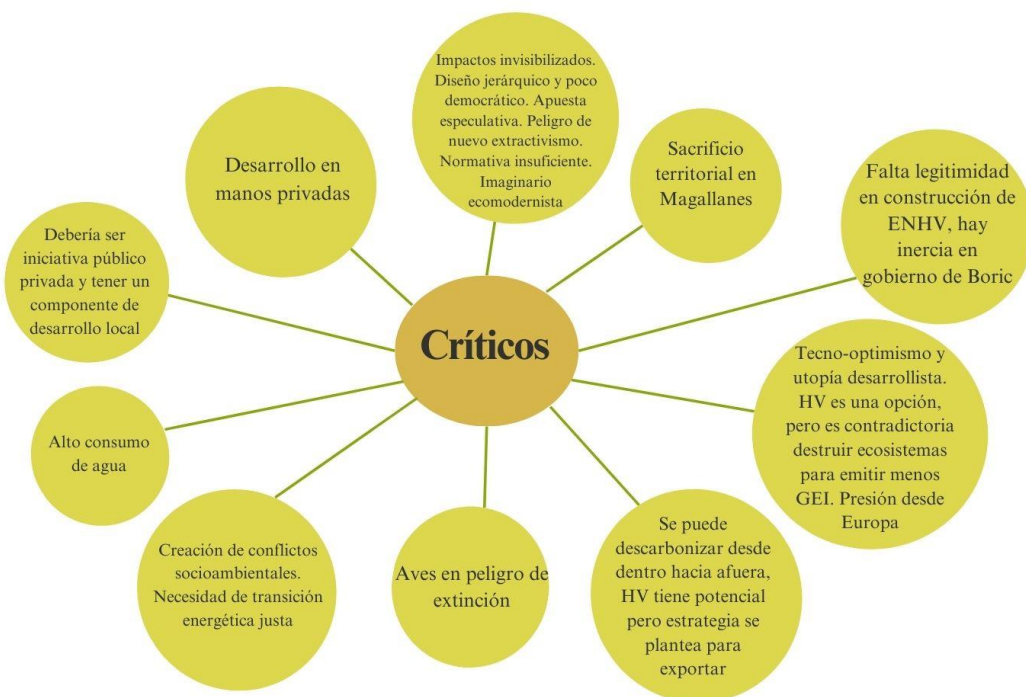 Críticos
Impactos invisibilizados.
Diseño jerárquico y poco
democrático. Apuesta
especulativa. Peligro de
nuevo extractivismo.
Normativa insuficiente.
Imaginario
ecomodernista
Sacrificio
territorial en
Magallanes
Falta legitimidad
en construcción de
ENHV, hay
inercia en
gobierno de Boric
Tecno-optimismo y
utopía desarrollista.
HV es una opción,
pero es contradictoria
destruir ecosistemas
para emitir menos
GEI. Presión desde
Europa
Se puede
descarbonizar desde
dentro hacia afuera,
HV tiene potencial
pero estrategia se
plantea para
exportar
Aves en peligro de
extinción
Creación de conflictos
socioambientales.
Necesidad de transición
energética justa
Alto consumo
de agua
Debería ser
iniciativa público
privada y tener un
componente de
desarrollo local
Desarrollo en
manos privadas